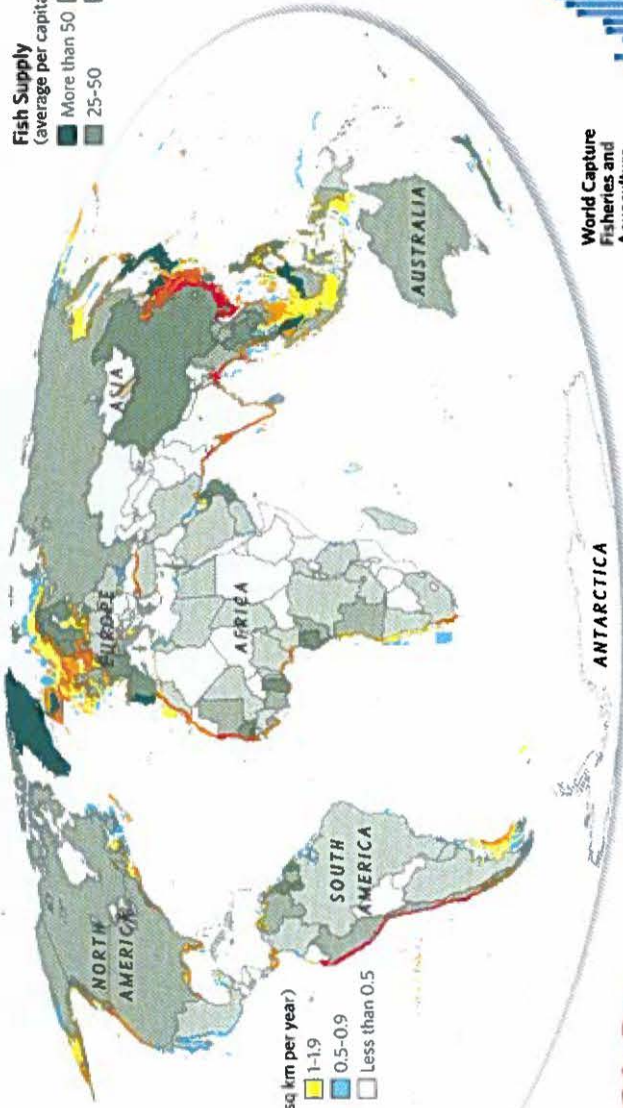 Fish Supply
(average per capita
More than 50
25-50
NORTH
AMERICA
EUROPE
ASIA
AFRICA
SOUTH
AMERICA
AUSTRALIA
ANTARCTICA
sq km per year)
1-1.9
0.5-0.9
Less than 0.5
World Capture
Fisheries and